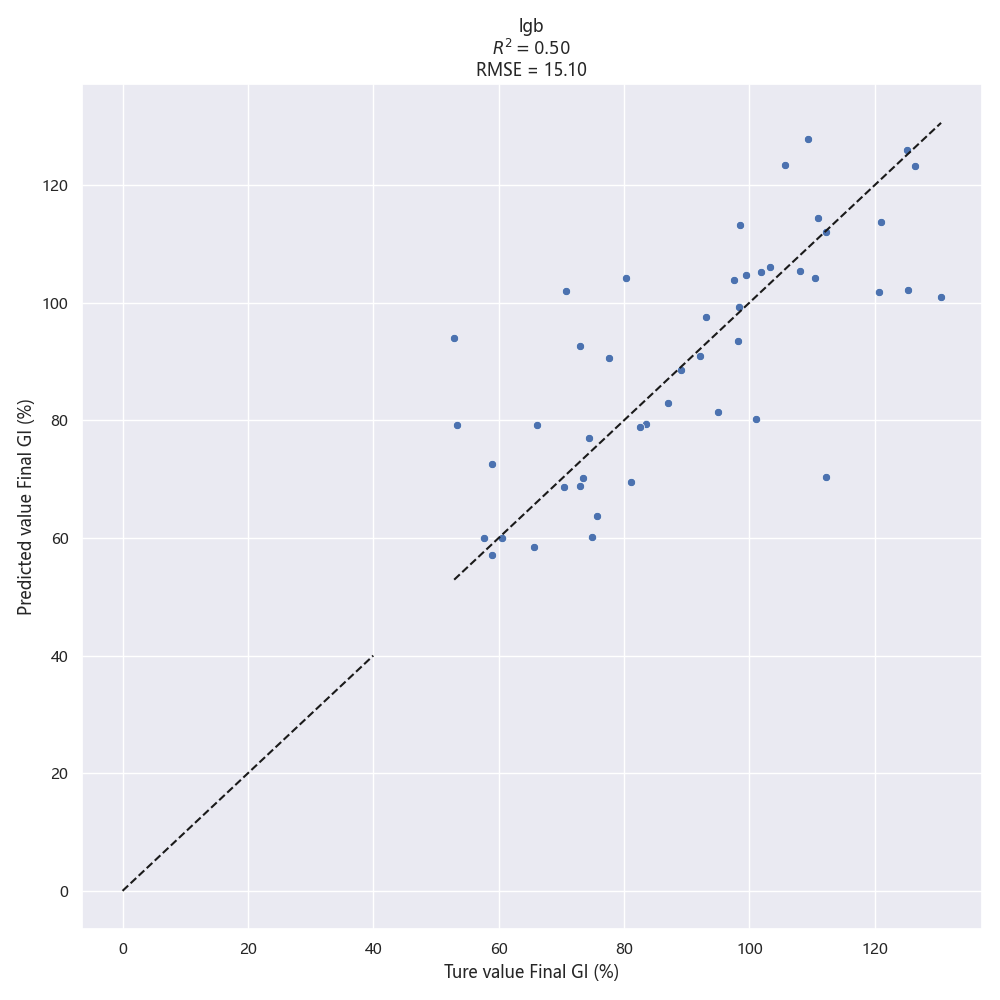 lgb
R² = 0.50
RMSE = 15.10
120
100
80
60
40
20
0
Predicted value Final GI (%)
0 20 40 60 80 100 120
Ture value Final GI (%)